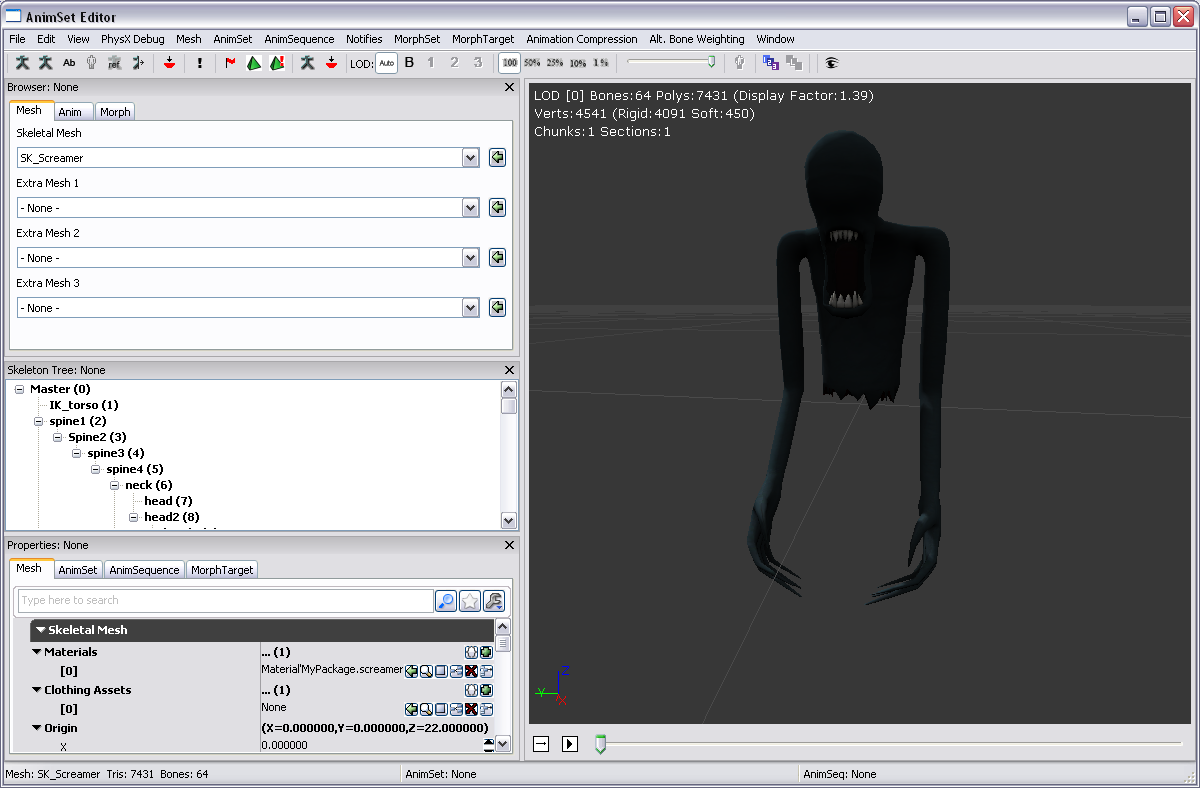 AnimSet Editor
File Edit View PhysX Debug Mesh AnimSet AnimSequence Notifies MorphSet MorphTarget Animation Compression Alt. Bone Weighting Window
Ab LOD: Auto B 1 2 3 100 50% 25% 10% 1%
Browser: None
Mesh Anim Morph
Skeletal Mesh
SK_Screamer
Extra Mesh 1
- None -
Extra Mesh 2
- None -
Extra Mesh 3
- None -
Skeleton Tree: None
Master (0)
IK_torso (1)
spine1 (2)
Spine2 (3)
spine3 (4)
spine4 (5)
neck (6)
head (7)
head2 (8)
Properties: None
Mesh AnimSet AnimSequence MorphTarget
Type here to search
Skeletal Mesh
Materials ... (1)
[0] Material'MyPackage.screamer
Clothing Assets ... (1)
[0] None
Origin (X=0.000000,Y=0.000000,Z=22.000000)
X 0.000000
LOD [0] Bones:64 Polys:7431 (Display Factor:1.39)
Verts:4541 (Rigid:4091 Soft:450)
Chunks:1 Sections:1
Z
Y
X
Mesh: SK_Screamer Tris: 7431 Bones: 64 AnimSet: None AnimSeq: None